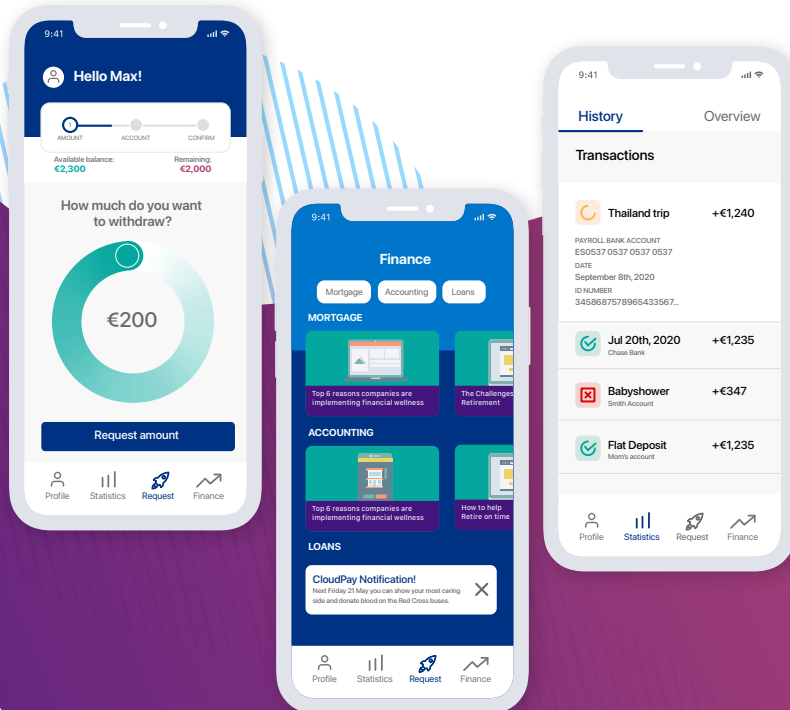 9:41
Hello Max!
1
AMOUNT
ACCOUNT
CONFIRM
Available balance:
€2,300
Remaining:
€2,000
How much do you want
to withdraw?
€200
Request amount
Profile
Statistics
Request
Finance
9:41
Finance
Mortgage
Accounting
Loans
MORTGAGE
Top 6 reasons companies are
implementing financial wellness
The Challenges
Retirement
ACCOUNTING
Top 6 reasons companies are
implementing financial wellness
How to help
Retire on time
LOANS
CloudPay Notification!
Next Friday 21 May you can show your most caring
side and donate blood on the Red Cross buses.
Profile
Statistics
Request
Finance
9:41
History
Overview
Transactions
Thailand trip
+€1,240
PAYROLL BANK ACCOUNT
ES0537 0537 0537 0537
DATE
September 8th, 2020
ID NUMBER
3458687578965433567...
Jul 20th, 2020
+€1,235
Chase Bank
Babyshower
+€347
Smith Account
Flat Deposit
+€1,235
Mom's account
Profile
Statistics
Request
Finance